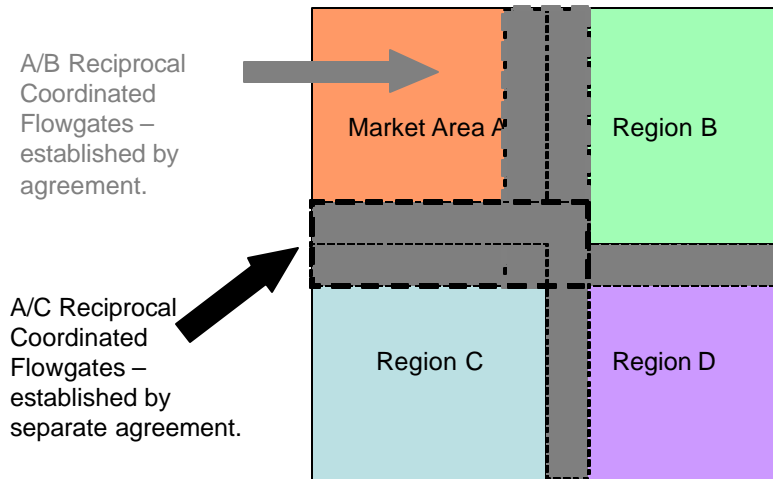 A/B Reciprocal
Coordinated
Flowgates –
established by
agreement.
Market Area A
Region B
A/C Reciprocal
Coordinated
Flowgates –
established by
separate agreement.
Region C
Region D